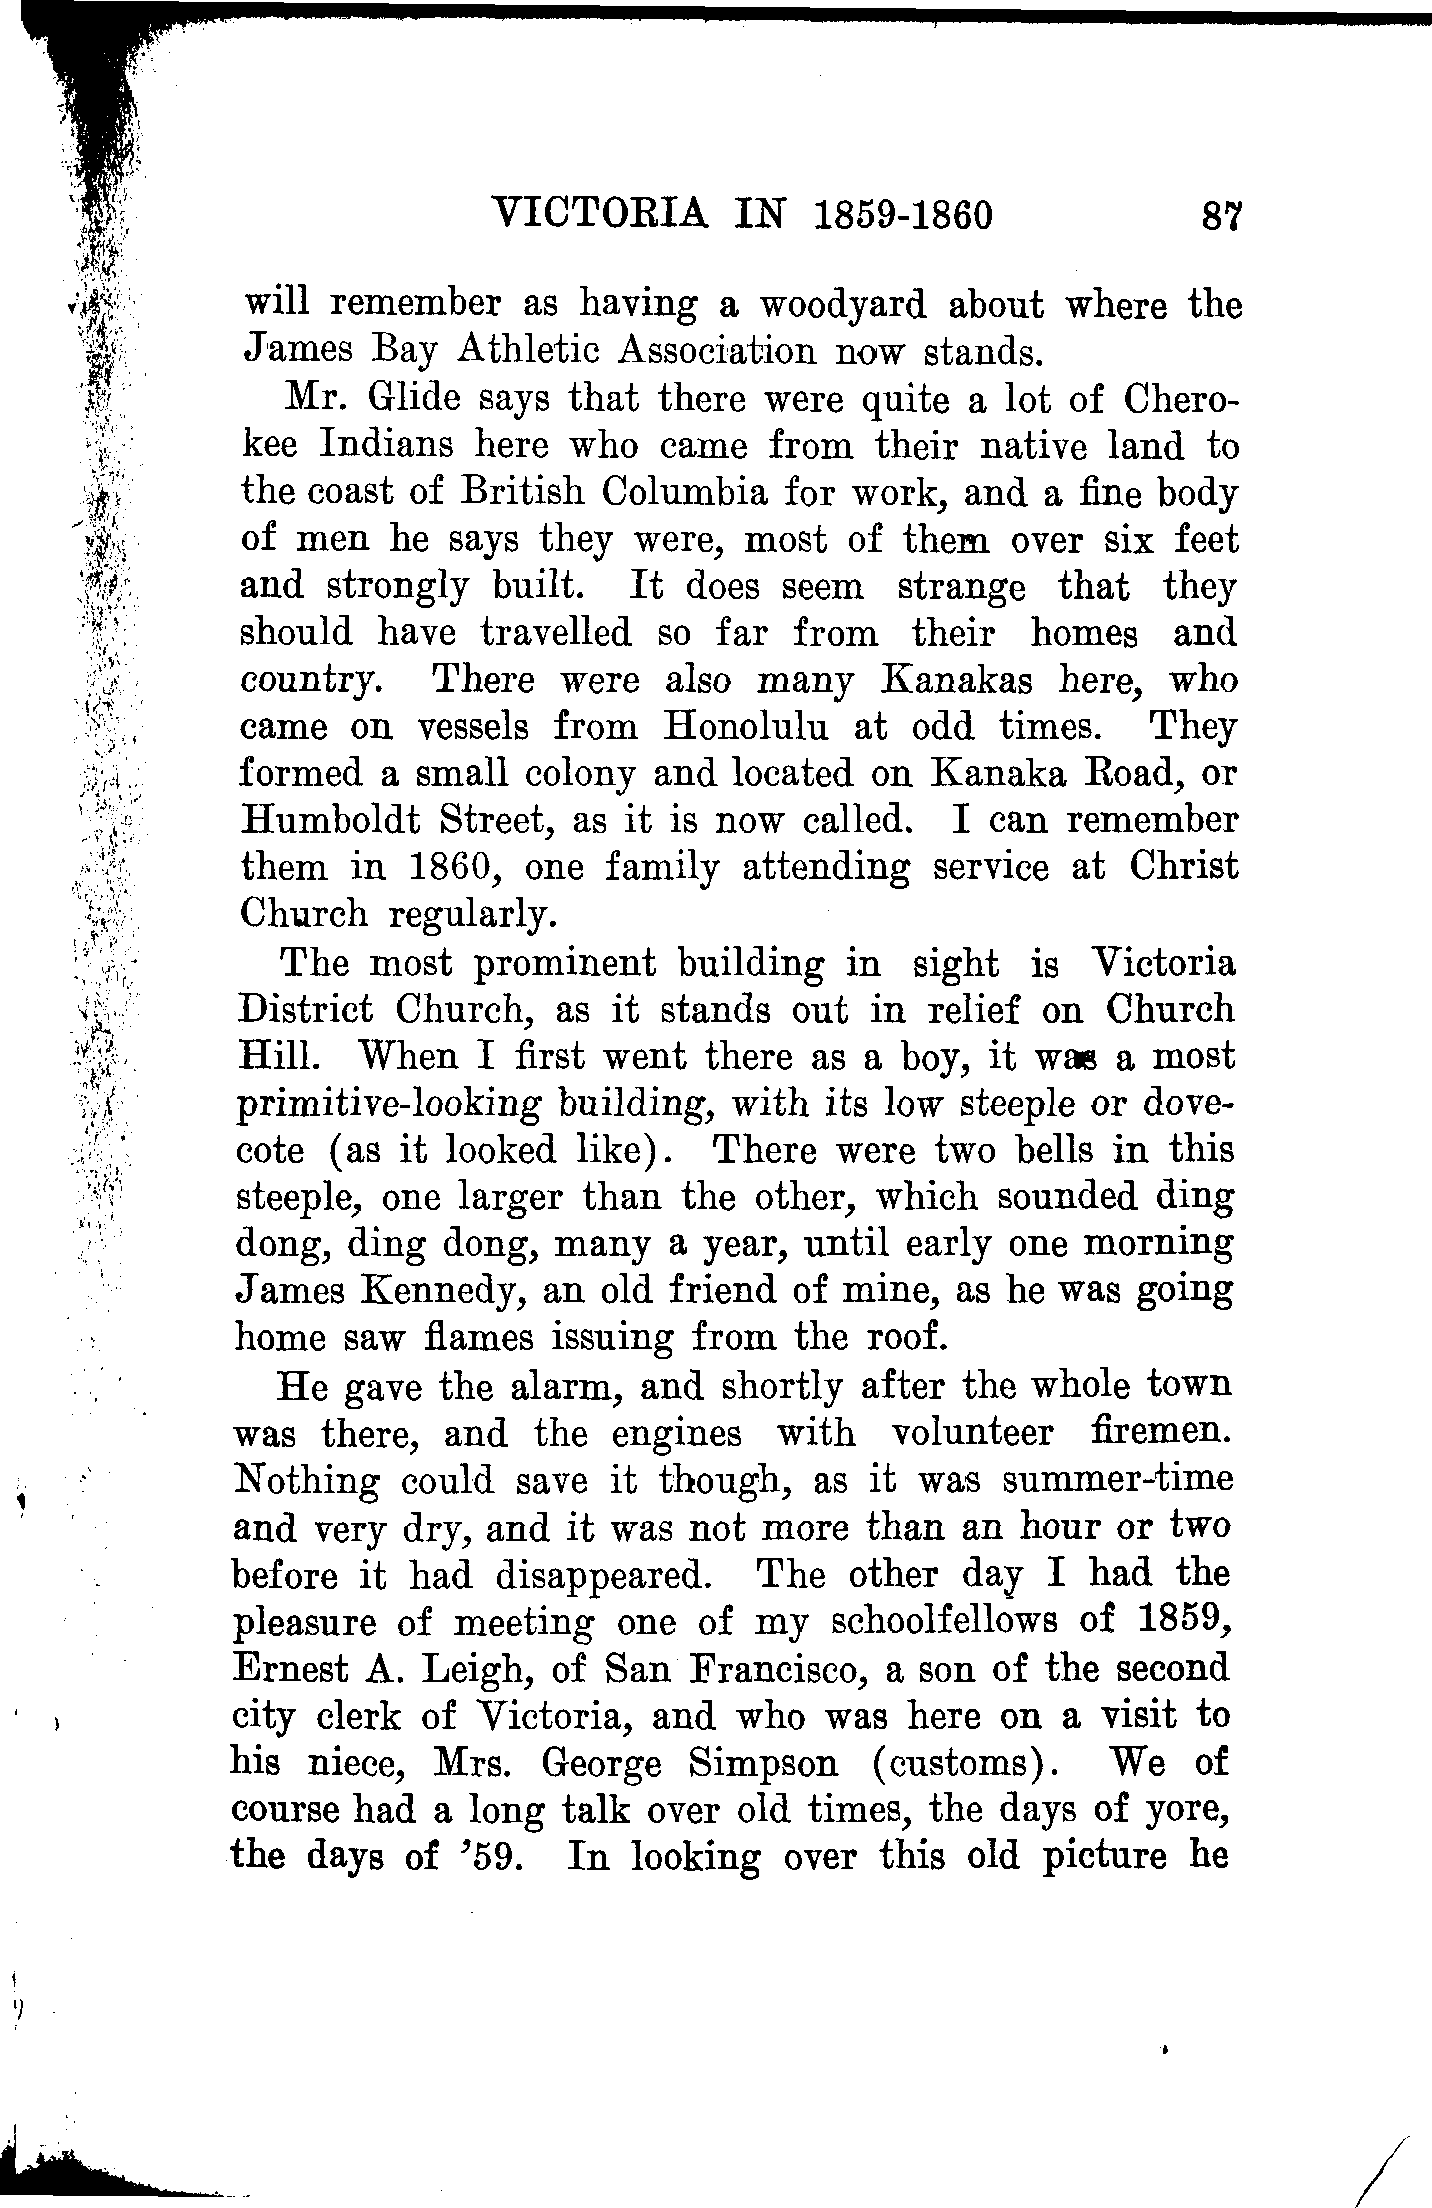 VICTORIA IN 1859-1860 87
will remember as having a woodyard about where the
James Bay Athletic Association now stands.
Mr. Glide says that there were quite a lot of Chero-
kee Indians here who came from their native land to
the coast of British Columbia for work, and a fine body
of men he says they were, most of them over six feet
and strongly built. It does seem strange that they
should have travelled so far from their homes and
country. There were also many Kanakas here, who
came on vessels from Honolulu at odd times. They
formed a small colony and located on Kanaka Road, or
Humboldt Street, as it is now called. I can remember
them in 1860, one family attending service at Christ
Church regularly.
The most prominent building in sight is Victoria
District Church, as it stands out in relief on Church
Hill. When I first went there as a boy, it was a most
primitive-looking building, with its low steeple or dove-
cote (as it looked like). There were two bells in this
steeple, one larger than the other, which sounded ding
dong, ding dong, many a year, until early one morning
James Kennedy, an old friend of mine, as he was going
home saw flames issuing from the roof.
He gave the alarm, and shortly after the whole town
was there, and the engines with volunteer firemen.
Nothing could save it though, as it was summer-time
and very dry, and it was not more than an hour or two
before it had disappeared. The other day I had the
pleasure of meeting one of my schoolfellows of 1859,
Ernest A. Leigh, of San Francisco, a son of the second
city clerk of Victoria, and who was here on a visit to
his niece, Mrs. George Simpson (customs). We of
course had a long talk over old times, the days of yore,
the days of '59. In looking over this old picture he